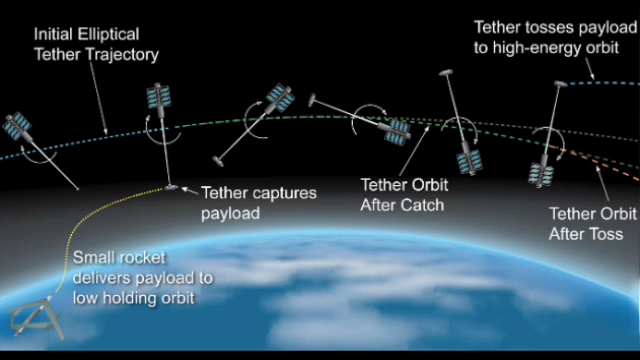 Initial Elliptical
Tether Trajectory
Tether tosses payload
to high-energy orbit
Tether captures
payload
Tether Orbit
After Catch
Tether Orbit
After Toss
Small rocket
delivers payload to
low holding orbit